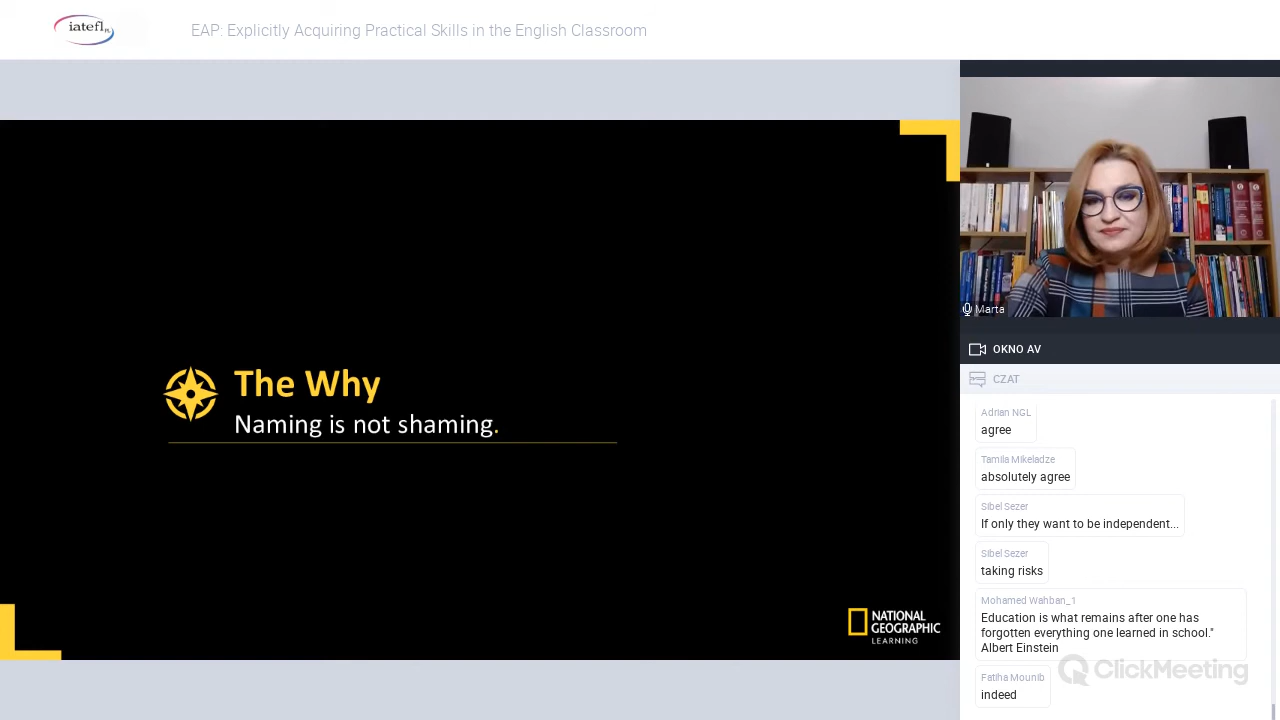 iatefl PL
EAP: Explicitly Acquiring Practical Skills in the English Classroom
The Why
Naming is not shaming.
NATIONAL
GEOGRAPHIC
LEARNING
Marta
OKNO AV
CZAT
Adrian NGL
agree
Tamila Mikeladze
absolutely agree
Sibel Sezer
If only they want to be independent...
Sibel Sezer
taking risks
Mohamed Wahban_1
Education is what remains after one has
forgotten everything one learned in school."
Albert Einstein
ClickMeeting
Fatiha Mounib
indeed